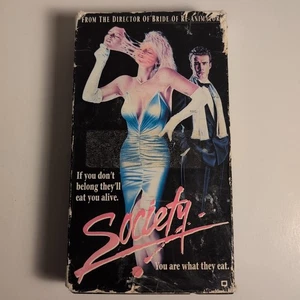 FROM THE DIRECTOR OF BRIDE OF RE-ANIMATOR
If you don't
belong they'll
eat you alive.
Society
You are what they eat.